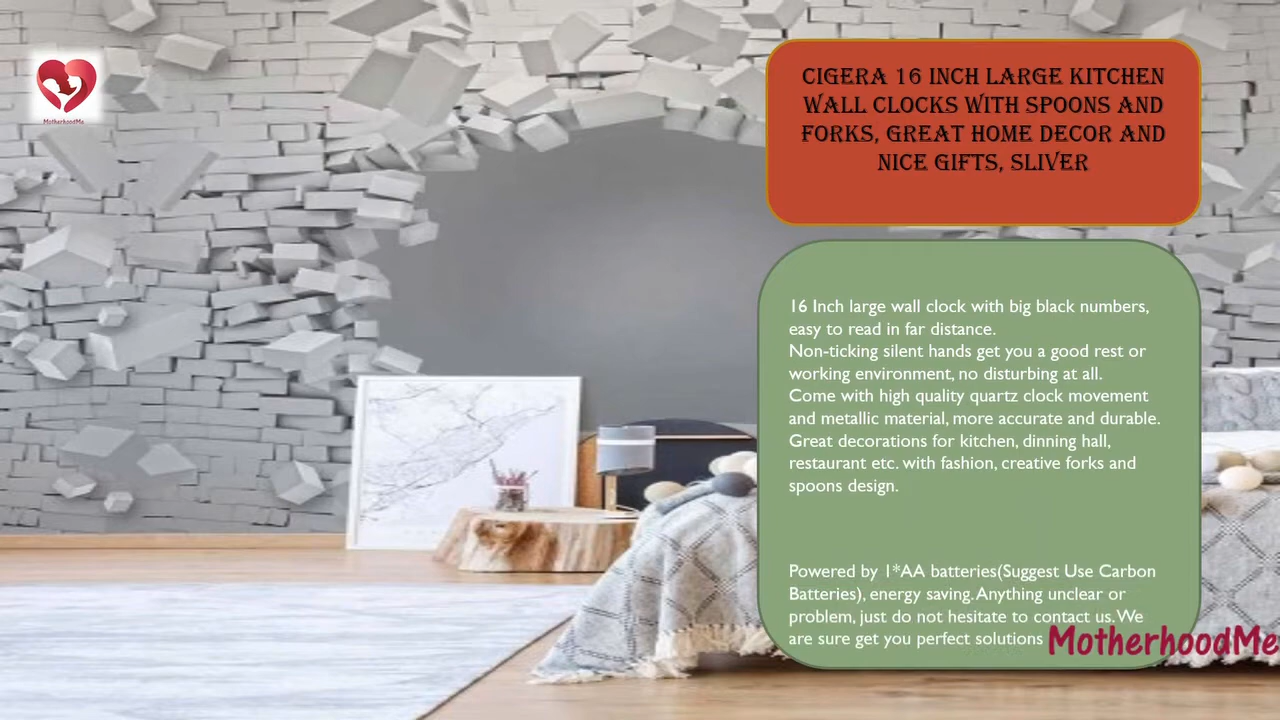 MotherhoodMe
CIGERA 16 INCH LARGE KITCHEN
WALL CLOCKS WITH SPOONS AND
FORKS, GREAT HOME DECOR AND
NICE GIFTS, SLIVER
16 Inch large wall clock with big black numbers,
easy to read in far distance.
Non-ticking silent hands get you a good rest or
working environment, no disturbing at all.
Come with high quality quartz clock movement
and metallic material, more accurate and durable.
Great decorations for kitchen, dinning hall,
restaurant etc. with fashion, creative forks and
spoons design.
Powered by 1*AA batteries(Suggest Use Carbon
Batteries), energy saving. Anything unclear or
problem, just do not hesitate to contact us. We
are sure get you perfect solutions
MotherhoodMe